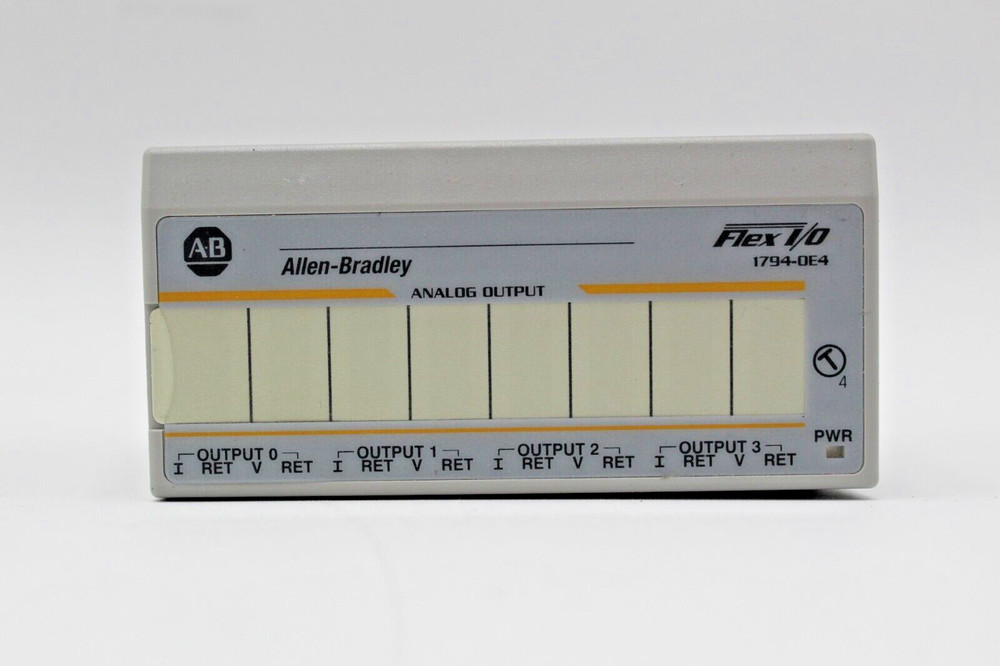 A-B
Allen-Bradley
Flex I/O
1794-OE4
ANALOG OUTPUT
4
PWR
OUTPUT 0 OUTPUT 1 OUTPUT 2 OUTPUT 3
I RET V RET I RET V RET I RET V RET I RET V RET